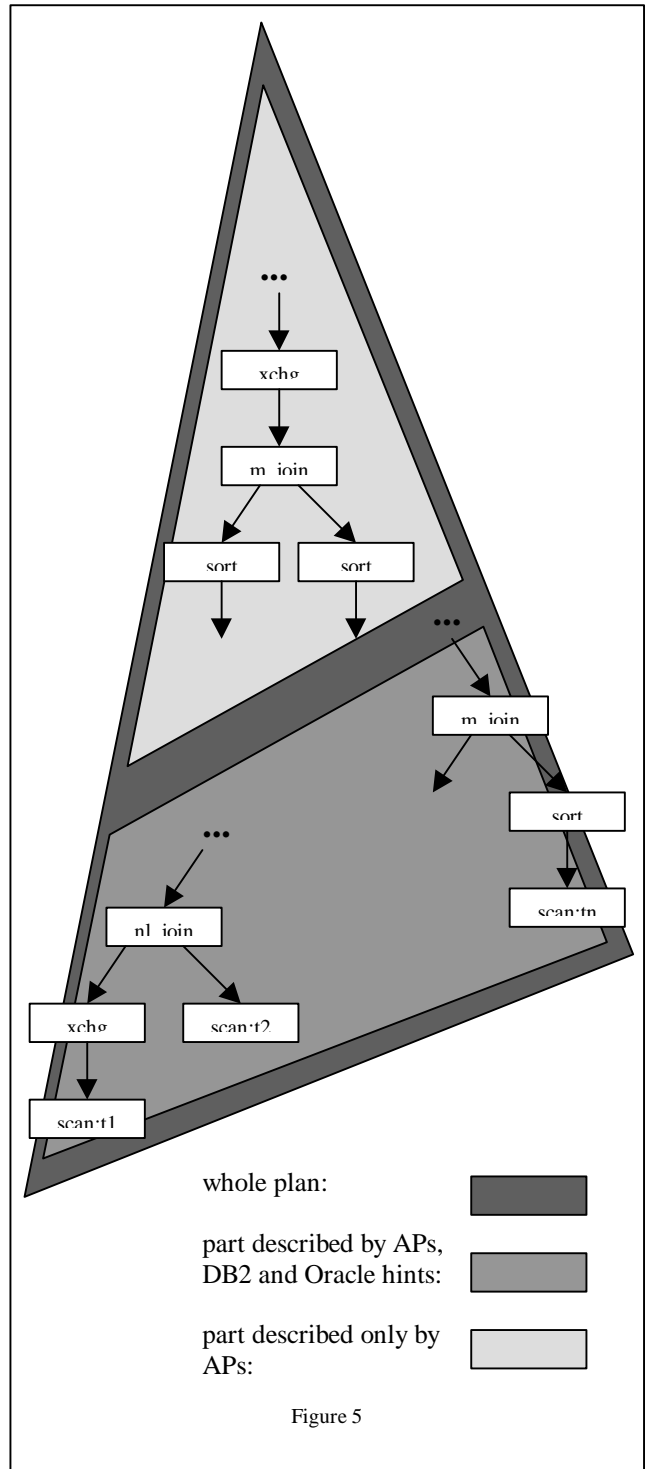 ...
xchg
m_join
sort sort
...
m_join
sort
...
scan:tn
nl_join
xchg scan:t2
scan:t1
whole plan:
part described by APs,
DB2 and Oracle hints:
part described only by
APs:
Figure 5